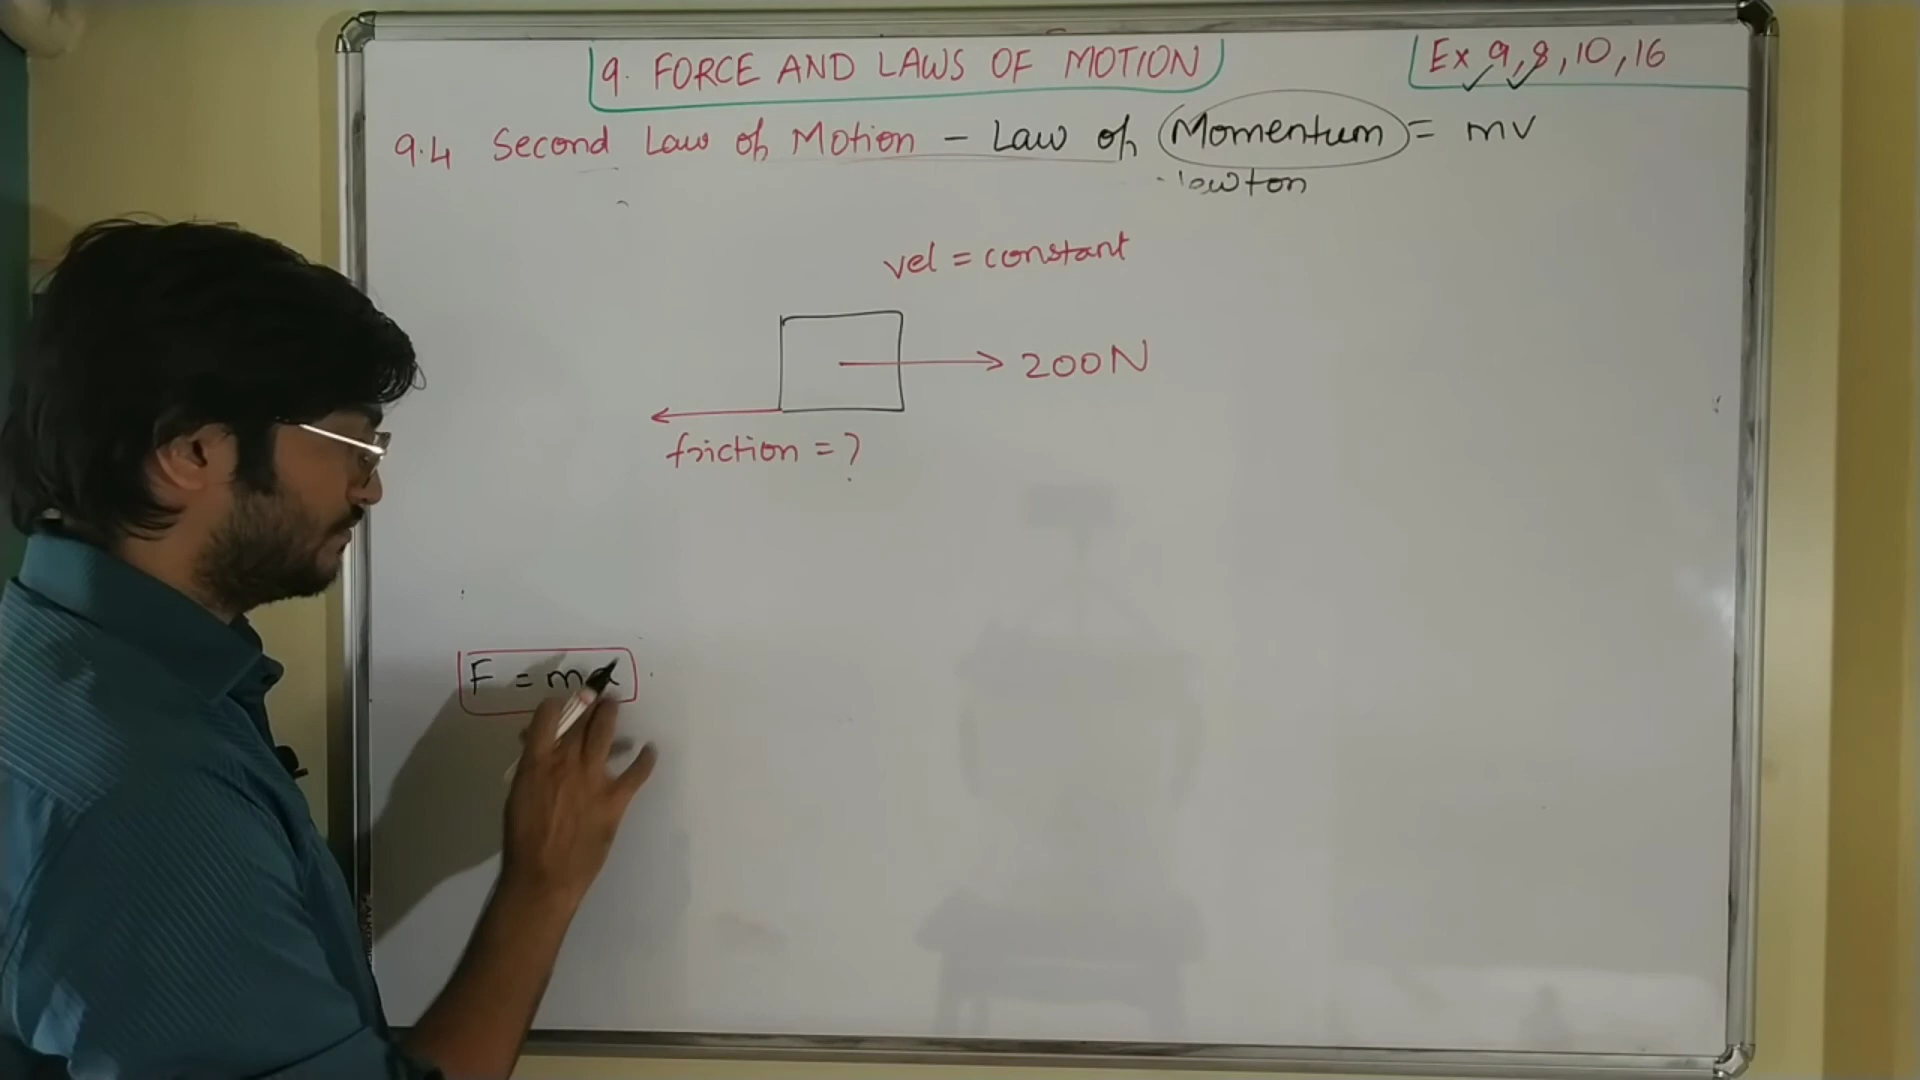 9. FORCE AND LAWS OF MOTION
Ex 9,8,10,16
9.4 Second Law of Motion - Law of Momentum = mv
vel = constant
200N
friction = ?
F = ma